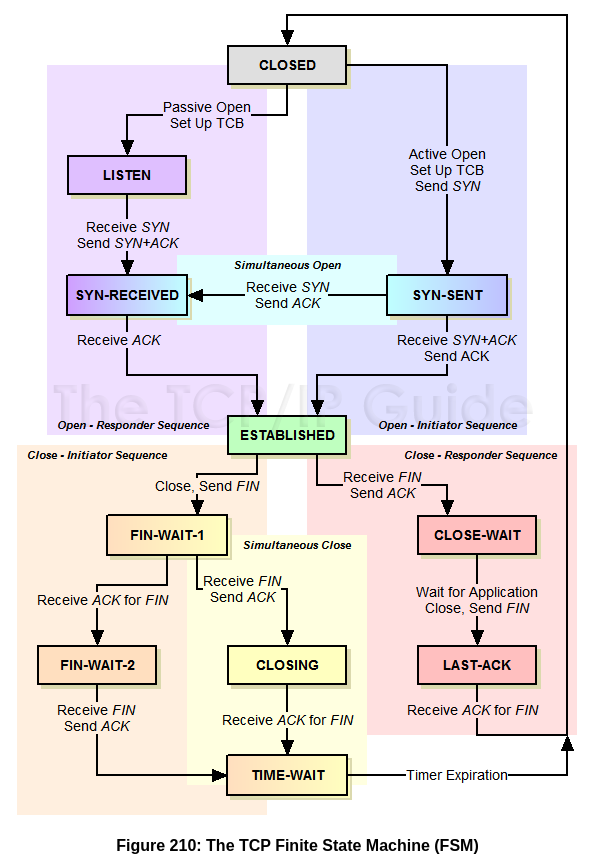 CLOSED
Passive Open
Set Up TCB
Active Open
Set Up TCB
Send SYN
LISTEN
Receive SYN
Send SYN+ACK
Simultaneous Open
SYN-RECEIVED
Receive SYN
Send ACK
SYN-SENT
Receive ACK
Receive SYN+ACK
Send ACK
The TCP/IP Guide
Open - Responder Sequence
ESTABLISHED
Open - Initiator Sequence
Close - Initiator Sequence
Close - Responder Sequence
Close, Send FIN
Receive FIN
Send ACK
FIN-WAIT-1
CLOSE-WAIT
Simultaneous Close
Receive ACK for FIN
Receive FIN
Send ACK
Wait for Application
Close, Send FIN
FIN-WAIT-2
CLOSING
LAST-ACK
Receive FIN
Send ACK
Receive ACK for FIN
Receive ACK for FIN
TIME-WAIT
Timer Expiration
Figure 210: The TCP Finite State Machine (FSM)